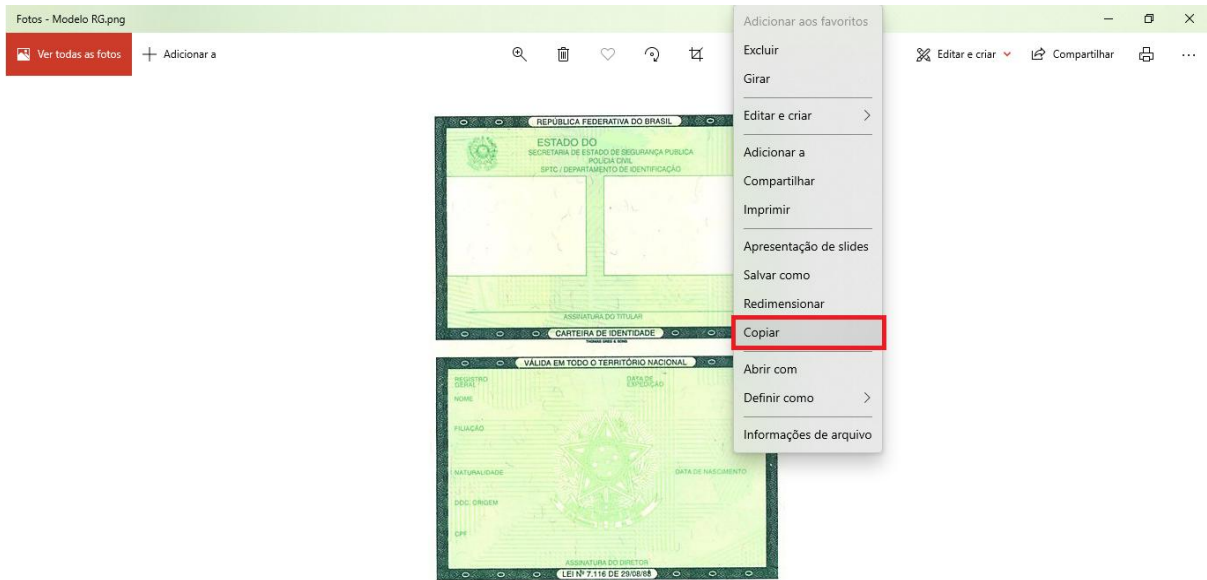 Fotos - Modelo RG.png
Ver todas as fotos
Adicionar a
Editar e criar
Compartilhar
Adicionar aos favoritos
Excluir
Girar
Editar e criar
Adicionar a
Compartilhar
Imprimir
Apresentação de slides
Salvar como
Redimensionar
Copiar
Abrir com
Definir como
Informações de arquivo
REPÚBLICA FEDERATIVA DO BRASIL
ESTADO DO
SECRETARIA DE ESTADO DE SEGURANÇA PUBLICA
POLÍCIA CIVIL
SPTC / DEPARTAMENTO DE IDENTIFICAÇÃO
ASSINATURA DO TITULAR
CARTEIRA DE IDENTIDADE
VÁLIDA EM TODO O TERRITÓRIO NACIONAL
REGISTRO
GERAL
DATA DE
EXPEDIÇÃO
NOME
FILIAÇÃO
NATURALIDADE
DATA DE NASCIMENTO
DOC. ORIGEM
CPF
ASSINATURA DO DIRETOR
LEI Nº 7.116 DE 29/08/83